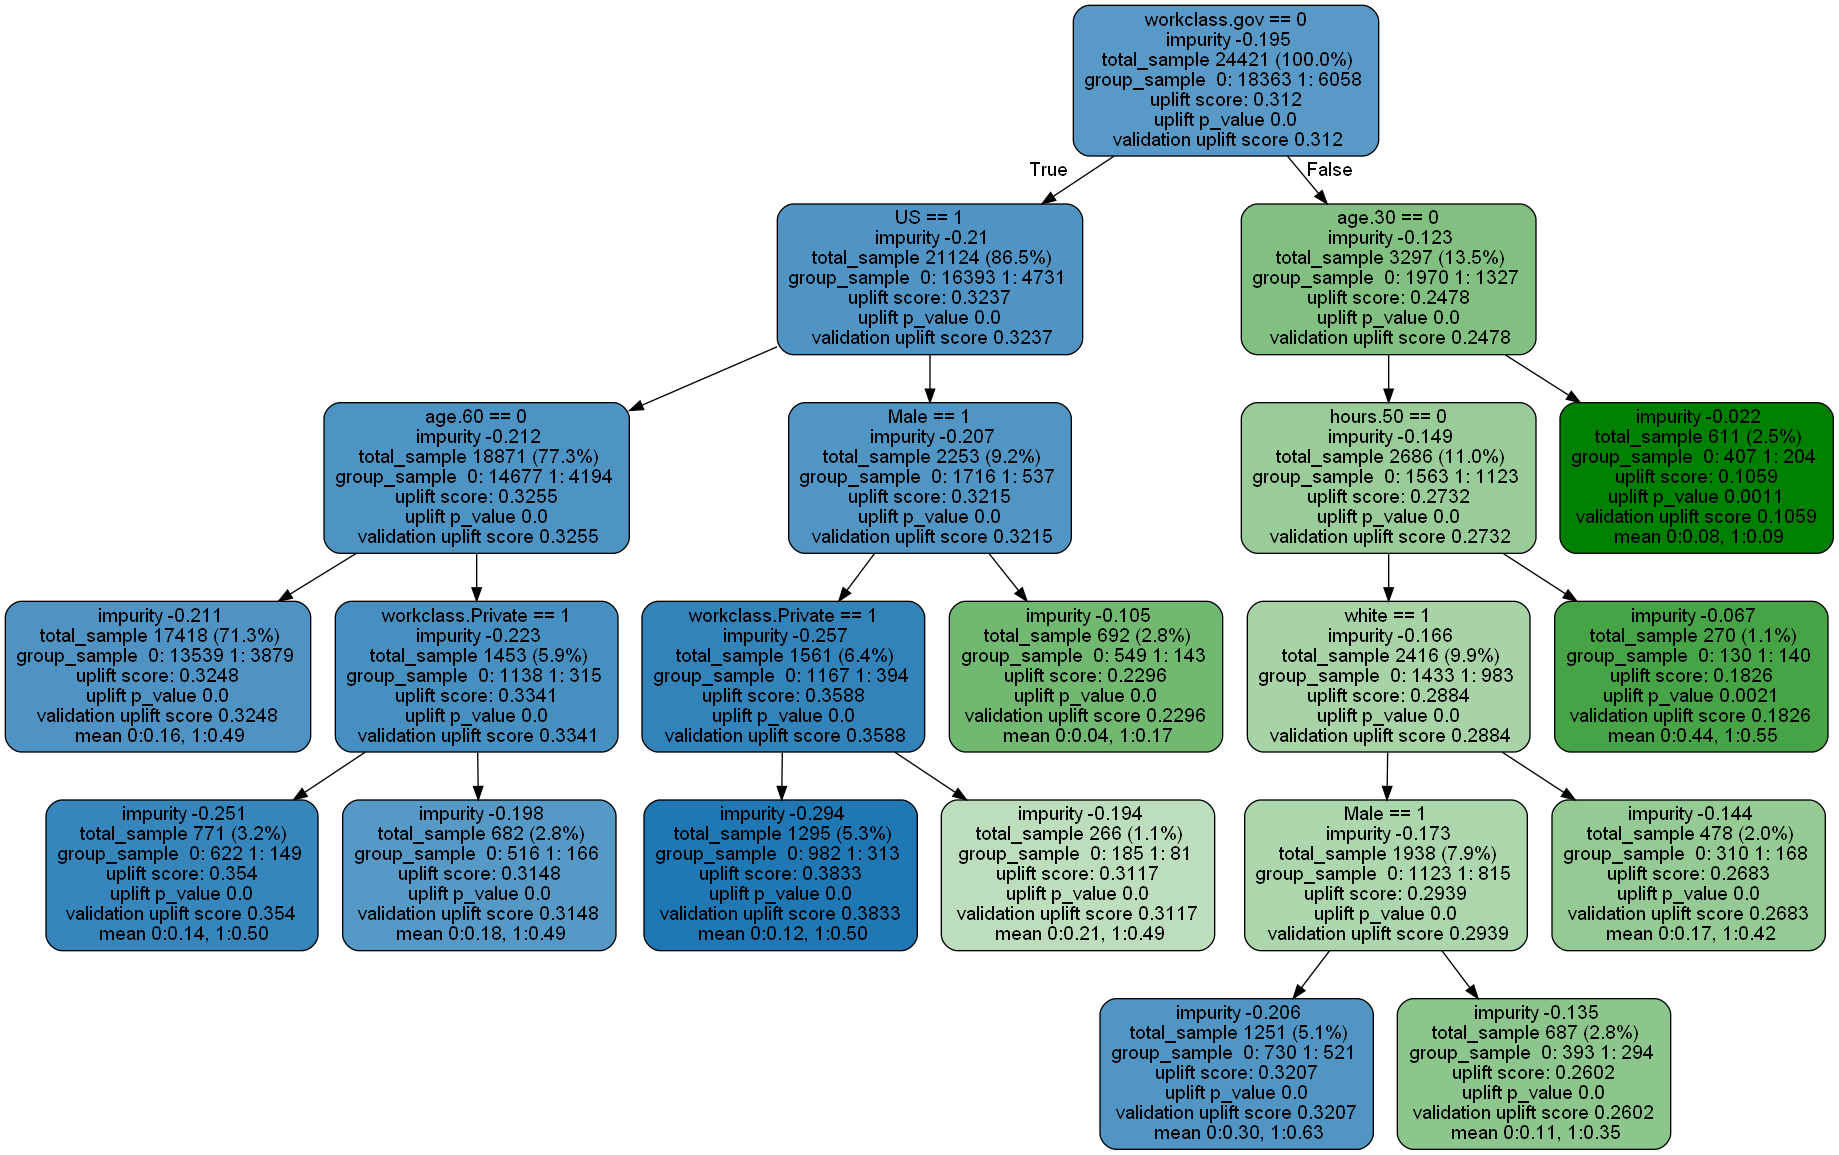 workclass.gov == 0
impurity -0.195
total_sample 24421 (100.0%)
group_sample 0: 18363 1: 6058
uplift score: 0.312
uplift p_value 0.0
validation uplift score 0.312
True
False
US == 1
impurity -0.21
total_sample 21124 (86.5%)
group_sample 0: 16393 1: 4731
uplift score: 0.3237
uplift p_value 0.0
validation uplift score 0.3237
age.30 == 0
impurity -0.123
total_sample 3297 (13.5%)
group_sample 0: 1970 1: 1327
uplift score: 0.2478
uplift p_value 0.0
validation uplift score 0.2478
age.60 == 0
impurity -0.212
total_sample 18871 (77.3%)
group_sample 0: 14677 1: 4194
uplift score: 0.3255
uplift p_value 0.0
validation uplift score 0.3255
Male == 1
impurity -0.207
total_sample 2253 (9.2%)
group_sample 0: 1716 1: 537
uplift score: 0.3215
uplift p_value 0.0
validation uplift score 0.3215
hours.50 == 0
impurity -0.149
total_sample 2686 (11.0%)
group_sample 0: 1563 1: 1123
uplift score: 0.2732
uplift p_value 0.0
validation uplift score 0.2732
impurity -0.022
total_sample 611 (2.5%)
group_sample 0: 407 1: 204
uplift score: 0.1059
uplift p_value 0.0011
validation uplift score 0.1059
mean 0:0.08, 1:0.09
impurity -0.211
total_sample 17418 (71.3%)
group_sample 0: 13539 1: 3879
uplift score: 0.3248
uplift p_value 0.0
validation uplift score 0.3248
mean 0:0.16, 1:0.49
workclass.Private == 1
impurity -0.223
total_sample 1453 (5.9%)
group_sample 0: 1138 1: 315
uplift score: 0.3341
uplift p_value 0.0
validation uplift score 0.3341
workclass.Private == 1
impurity -0.257
total_sample 1561 (6.4%)
group_sample 0: 1167 1: 394
uplift score: 0.3588
uplift p_value 0.0
validation uplift score 0.3588
impurity -0.105
total_sample 692 (2.8%)
group_sample 0: 549 1: 143
uplift score: 0.2296
uplift p_value 0.0
validation uplift score 0.2296
mean 0:0.04, 1:0.17
white == 1
impurity -0.166
total_sample 2416 (9.9%)
group_sample 0: 1433 1: 983
uplift score: 0.2884
uplift p_value 0.0
validation uplift score 0.2884
impurity -0.067
total_sample 270 (1.1%)
group_sample 0: 130 1: 140
uplift score: 0.1826
uplift p_value 0.0021
validation uplift score 0.1826
mean 0:0.44, 1:0.55
impurity -0.251
total_sample 771 (3.2%)
group_sample 0: 622 1: 149
uplift score: 0.354
uplift p_value 0.0
validation uplift score 0.354
mean 0:0.14, 1:0.50
impurity -0.198
total_sample 682 (2.8%)
group_sample 0: 516 1: 166
uplift score: 0.3148
uplift p_value 0.0
validation uplift score 0.3148
mean 0:0.18, 1:0.49
impurity -0.294
total_sample 1295 (5.3%)
group_sample 0: 982 1: 313
uplift score: 0.3833
uplift p_value 0.0
validation uplift score 0.3833
mean 0:0.12, 1:0.50
impurity -0.194
total_sample 266 (1.1%)
group_sample 0: 185 1: 81
uplift score: 0.3117
uplift p_value 0.0
validation uplift score 0.3117
mean 0:0.21, 1:0.49
Male == 1
impurity -0.173
total_sample 1938 (7.9%)
group_sample 0: 1123 1: 815
uplift score: 0.2939
uplift p_value 0.0
validation uplift score 0.2939
impurity -0.144
total_sample 478 (2.0%)
group_sample 0: 310 1: 168
uplift score: 0.2683
uplift p_value 0.0
validation uplift score 0.2683
mean 0:0.17, 1:0.42
impurity -0.206
total_sample 1251 (5.1%)
group_sample 0: 730 1: 521
uplift score: 0.3207
uplift p_value 0.0
validation uplift score 0.3207
mean 0:0.30, 1:0.63
impurity -0.135
total_sample 687 (2.8%)
group_sample 0: 393 1: 294
uplift score: 0.2602
uplift p_value 0.0
validation uplift score 0.2602
mean 0:0.11, 1:0.35